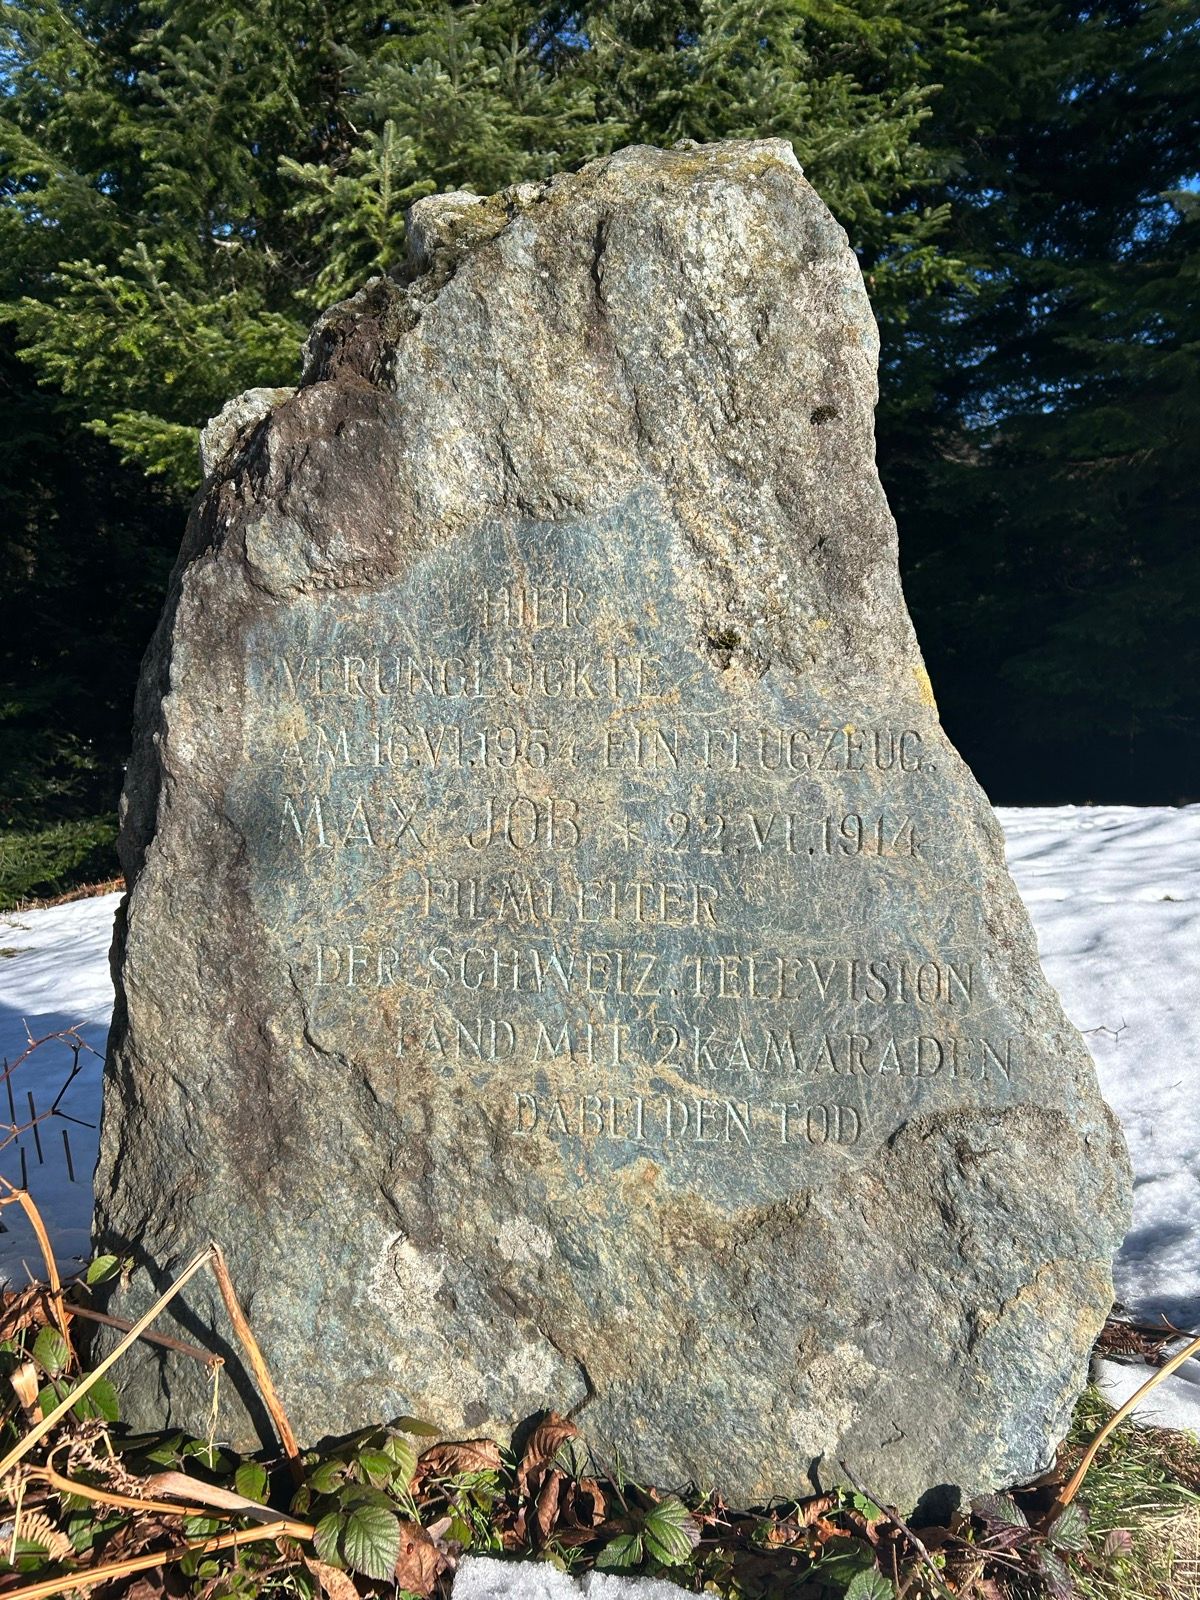 HIER
VERUNGLÜCKTE
AM 16.VI.1954 EIN FLUGZEUG.
MAX JOB * 22.VI.1914
FILMLEITER
DER SCHWEIZ.TELEVISION
FAND MIT 2 KAMARADEN
DABEI DEN TOD